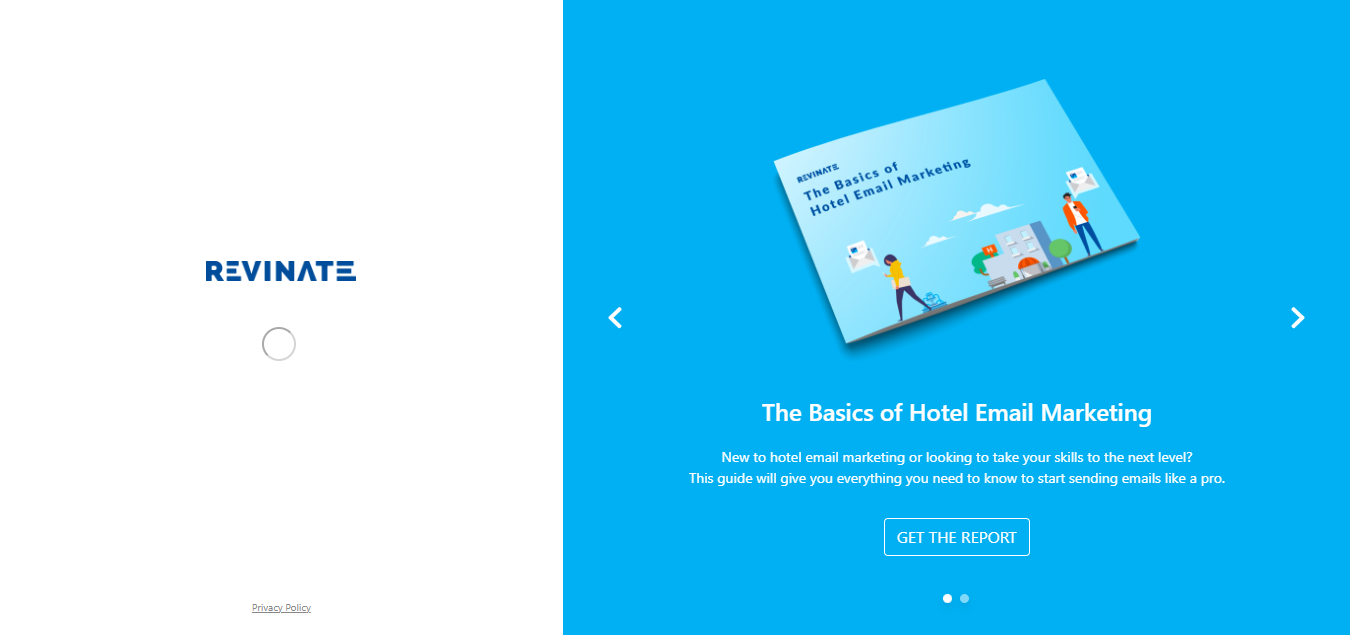 REVINATE
Privacy Policy
REVINATE
The Basics of
Hotel Email Marketing
H
The Basics of Hotel Email Marketing
New to hotel email marketing or looking to take your skills to the next level?
This guide will give you everything you need to know to start sending emails like a pro.
GET THE REPORT